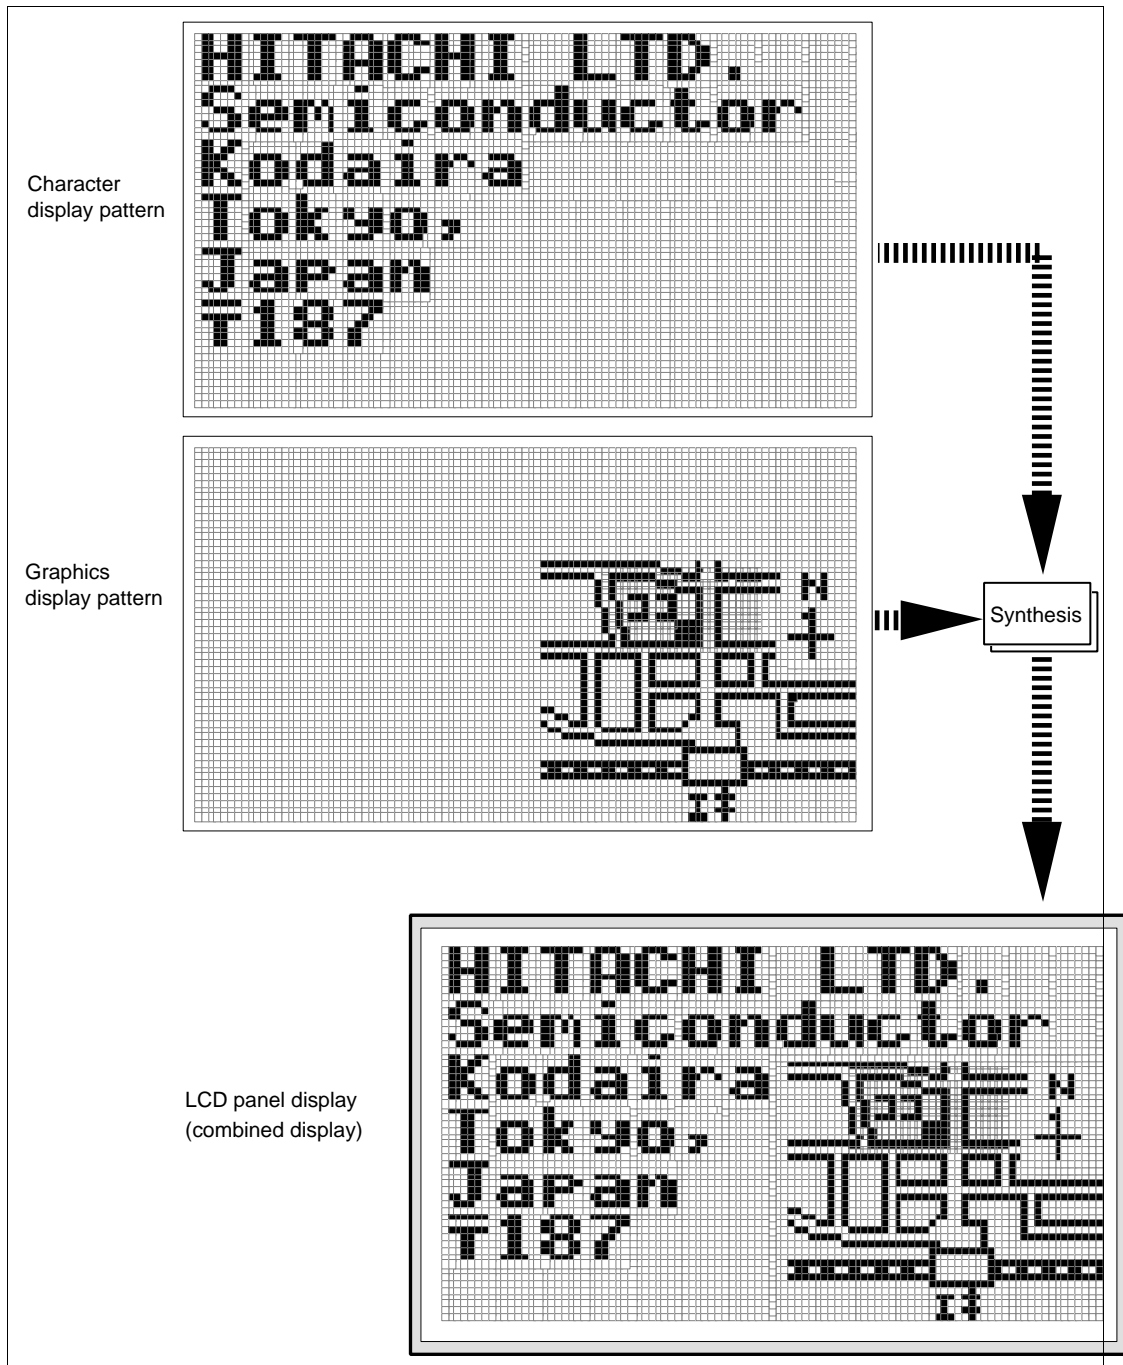 HITACHI LTD.
Semiconductor
Kodaira
Tokyo,
Japan
〒187
Character
display pattern
Graphics
display pattern
N
Synthesis
HITACHI LTD.
Semiconductor
Kodaira
Tokyo,
Japan
〒187
N
LCD panel display
(combined display)